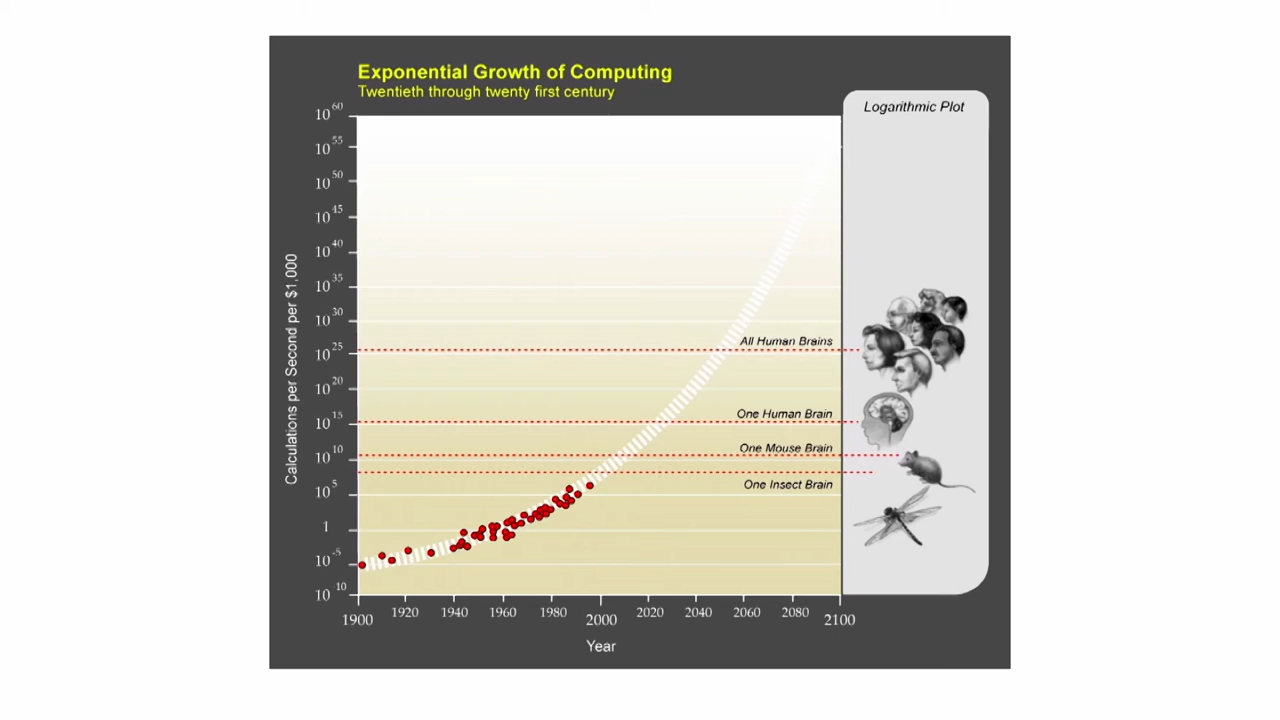 Exponential Growth of Computing
Twentieth through twenty first century
Logarithmic Plot
Calculations per Second per $1,000
10^60
10^55
10^50
10^45
10^40
10^35
10^30
10^25
10^20
10^15
10^10
10^5
1
10^-5
10^-10
All Human Brains
One Human Brain
One Mouse Brain
One Insect Brain
1900 1920 1940 1960 1980 2000 2020 2040 2060 2080 2100
Year